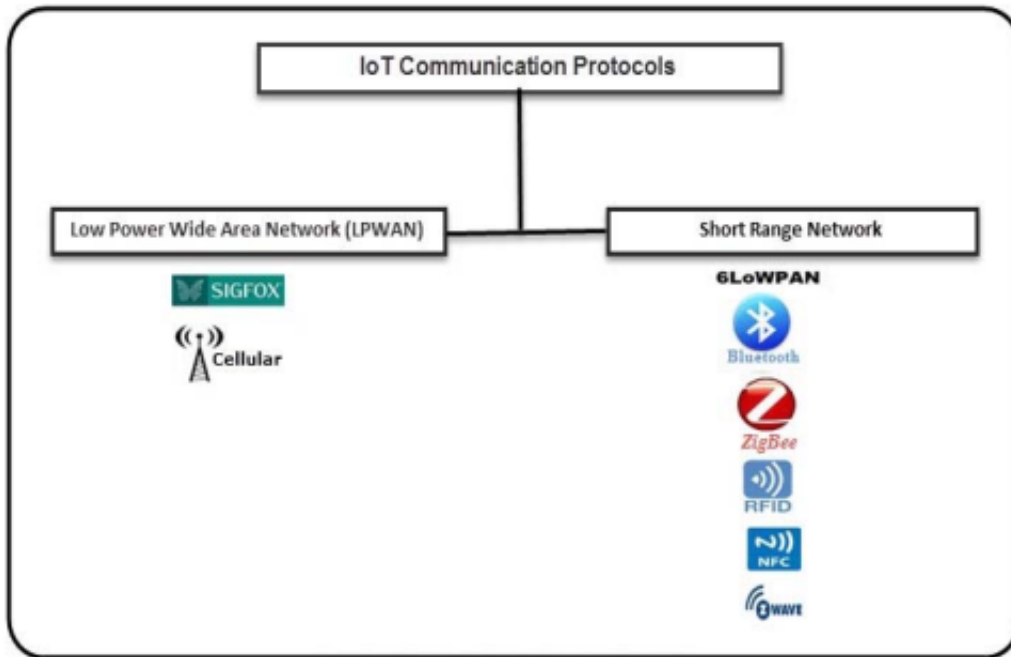 IoT Communication Protocols
Low Power Wide Area Network (LPWAN)
SIGFOX
Cellular
Short Range Network
6LoWPAN
Bluetooth
ZigBee
RFID
NFC
Z WAVE